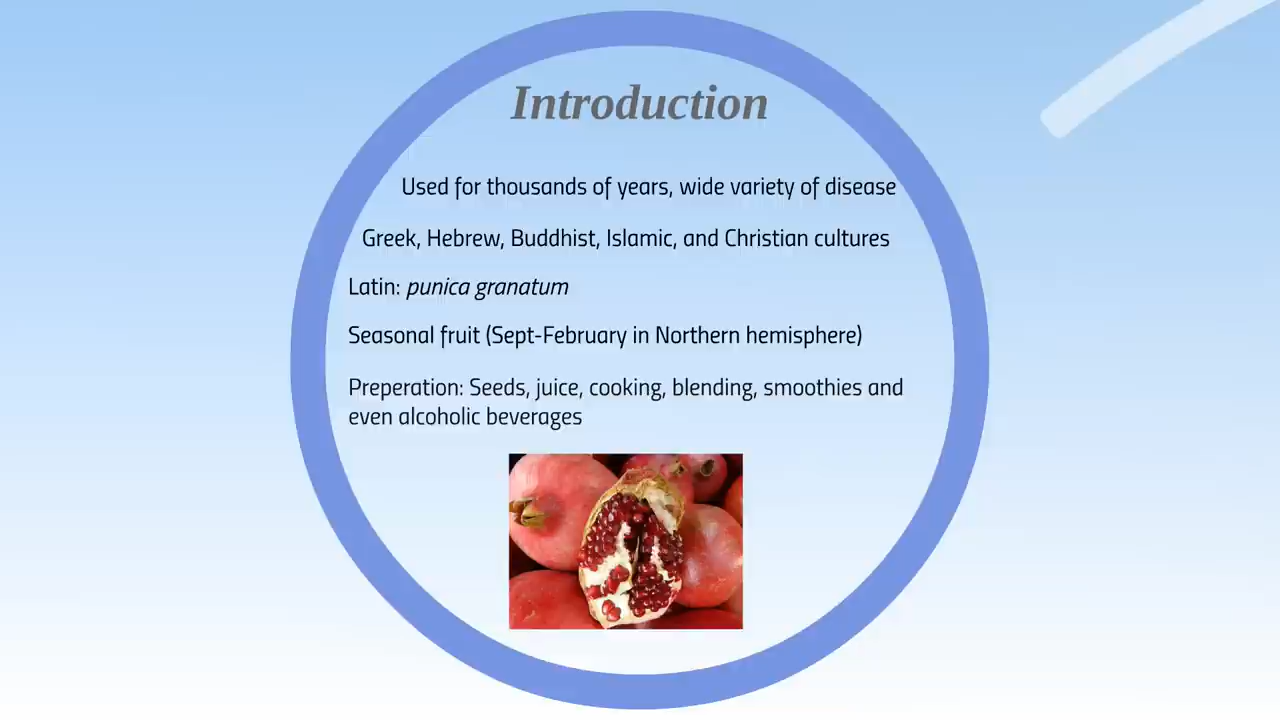 Introduction
Used for thousands of years, wide variety of disease
Greek, Hebrew, Buddhist, Islamic, and Christian cultures
Latin: punica granatum
Seasonal fruit (Sept-February in Northern hemisphere)
Preperation: Seeds, juice, cooking, blending, smoothies and
even alcoholic beverages